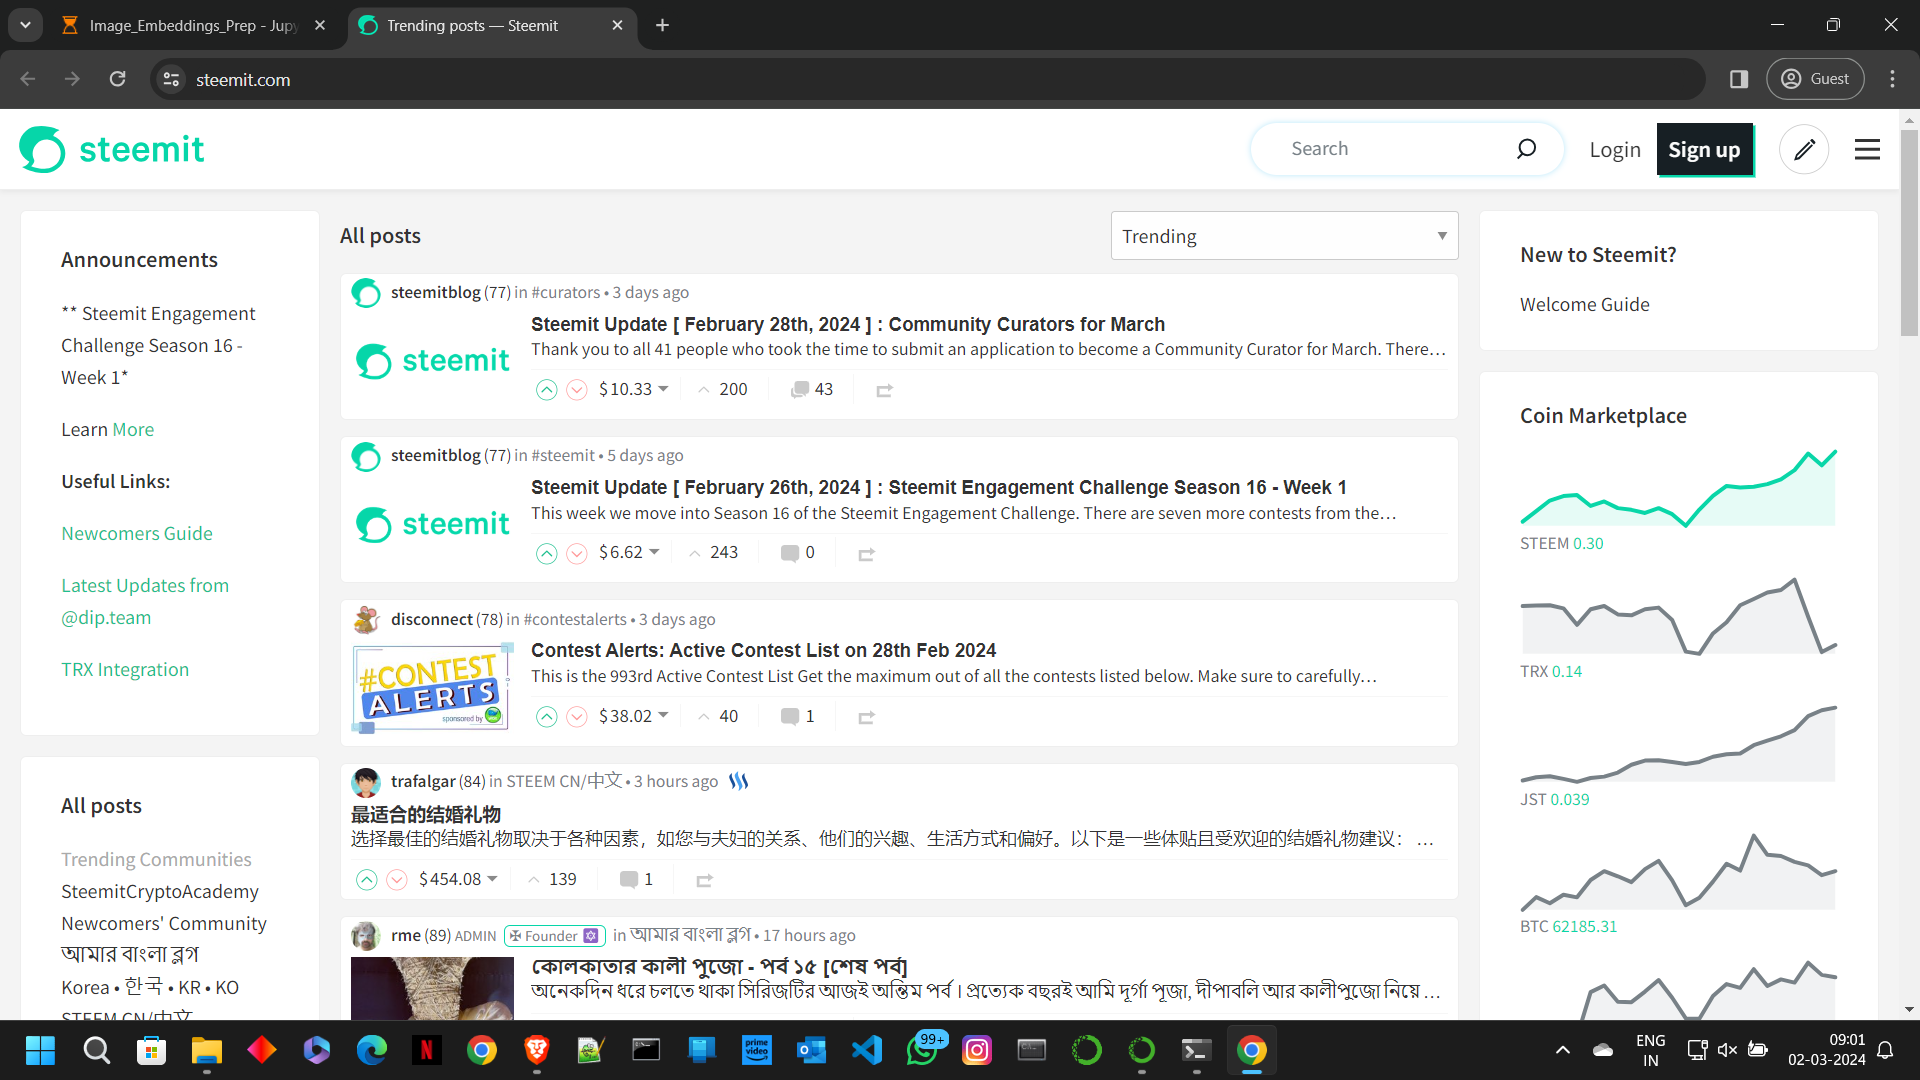 Image_Embeddings_Prep - Jupy
Trending posts — Steemit
steemit.com
Guest
steemit
Search
Login
Sign up
Announcements
** Steemit Engagement
Challenge Season 16 -
Week 1*
Learn More
Useful Links:
Newcomers Guide
Latest Updates from
@dip.team
TRX Integration
All posts
Trending Communities
SteemitCryptoAcademy
Newcomers' Community
আমার বাংলা ব্লগ
Korea • 한국 • KR • KO
STEEM CN/中文
All posts
Trending
steemitblog (77) in #curators • 3 days ago
steemit
Steemit Update [ February 28th, 2024 ] : Community Curators for March
Thank you to all 41 people who took the time to submit an application to become a Community Curator for March. There…
$10.33 200 43
steemitblog (77) in #steemit • 5 days ago
steemit
Steemit Update [ February 26th, 2024 ] : Steemit Engagement Challenge Season 16 - Week 1
This week we move into Season 16 of the Steemit Engagement Challenge. There are seven more contests from the…
$6.62 243 0
disconnect (78) in #contestalerts • 3 days ago
#CONTEST
ALERTS
sponsored by
Contest Alerts: Active Contest List on 28th Feb 2024
This is the 993rd Active Contest List Get the maximum out of all the contests listed below. Make sure to carefully…
$38.02 40 1
trafalgar (84) in STEEM CN/中文 • 3 hours ago
最适合的结婚礼物
选择最佳的结婚礼物取决于各种因素，如您与夫妇的关系、他们的兴趣、生活方式和偏好。以下是一些体贴且受欢迎的结婚礼物建议： …
$454.08 139 1
rme (89) ADMIN ✠ Founder in আমার বাংলা ব্লগ • 17 hours ago
কোলকাতার কালী পুজো - পর্ব ১৫ [শেষ পর্ব]
অনেকদিন ধরে চলতে থাকা সিরিজটির আজই অন্তিম পর্ব । প্রত্যেক বছরই আমি দূর্গা পূজা, দীপাবলি আর কালীপুজো নিয়ে …
New to Steemit?
Welcome Guide
Coin Marketplace
STEEM 0.30
TRX 0.14
JST 0.039
BTC 62185.31
prime
video
99+
ENG
IN
09:01
02-03-2024